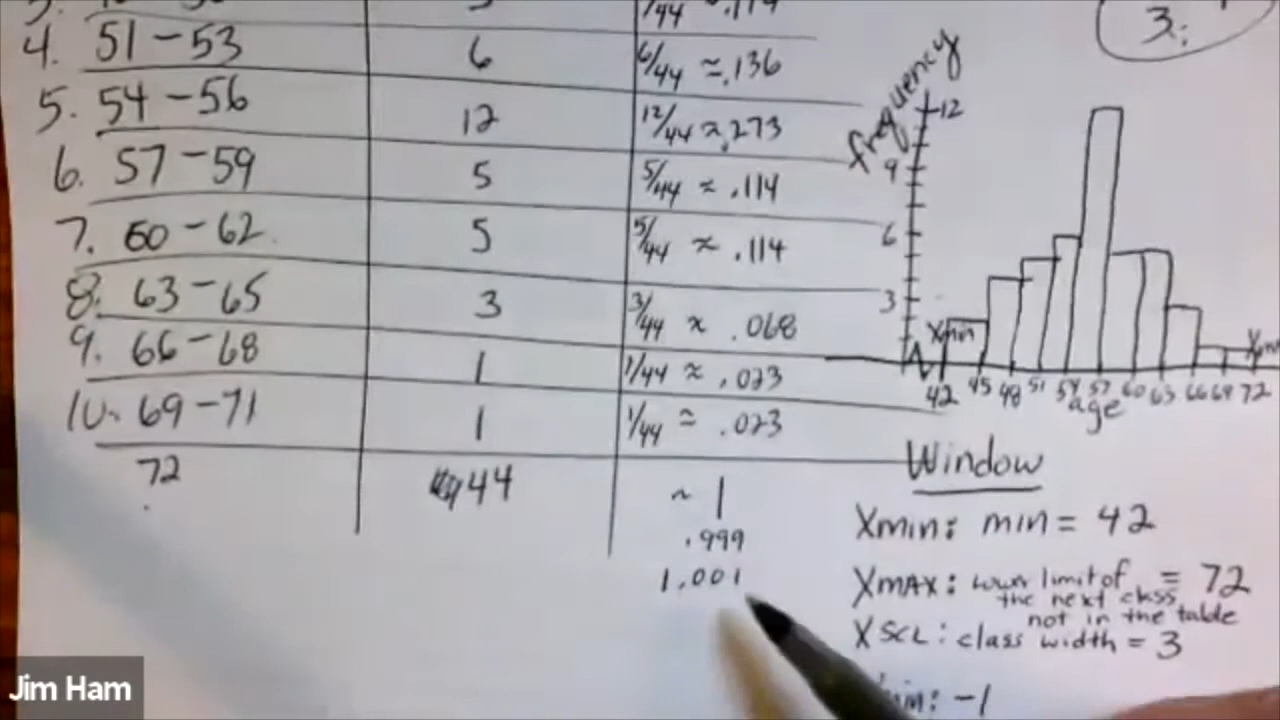 5/44 ≈ .114
4. 51 – 53 6 6/44 ≈ .136
5. 54 – 56 12 12/44 ≈ .273
6. 57 – 59 5 5/44 ≈ .114
7. 60 – 62 5 5/44 ≈ .114
8. 63 – 65 3 3/44 ≈ .068
9. 66 – 68 1 1/44 ≈ .023
10. 69 – 71 1 1/44 ≈ .023
72 44 ~ 1
.999
1.001
3.
frequency
12
9
6
3
Xmin
42 45 48 51 54 57 60 63 66 69 72
age
Window
Xmin: min = 42
Xmax: lower limit of = 72
the next class
not in the table
XSCL: class width = 3
-1
Jim Ham